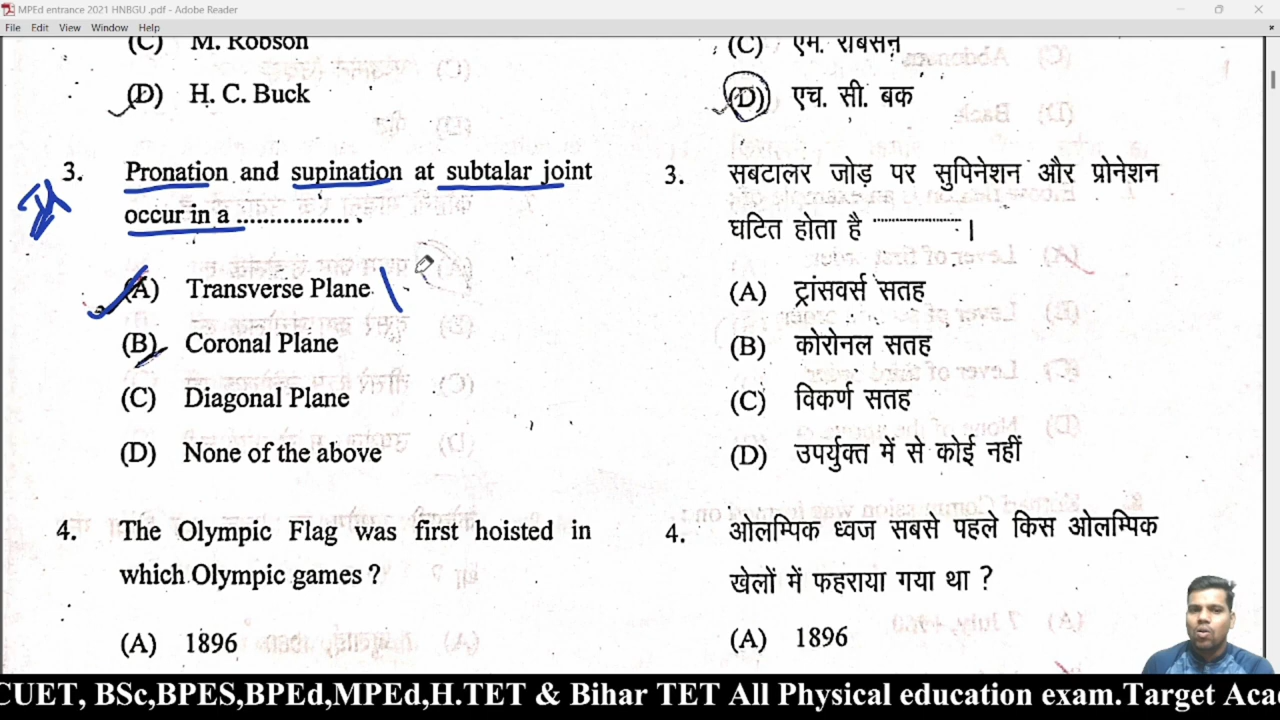 MPEd entrance 2021 HNBGU .pdf - Adobe Reader
File Edit View Window Help
(C) M. Robson
(D) H. C. Buck
3. Pronation and supination at subtalar joint
occur in a .................. .
(A) Transverse Plane
(B) Coronal Plane
(C) Diagonal Plane
(D) None of the above
4. The Olympic Flag was first hoisted in
which Olympic games ?
(A) 1896
(C) एम. राबसन
(D) एच. सी. बक
3. सबटालर जोड़ पर सुपिनेशन और प्रोनेशन
घटित होता है .................. ।
(A) ट्रांसवर्स सतह
(B) कोरोनल सतह
(C) विकर्ण सतह
(D) उपर्युक्त में से कोई नहीं
4. ओलम्पिक ध्वज सबसे पहले किस ओलम्पिक
खेलों में फहराया गया था ?
(A) 1896
CUET, BSc,BPES,BPEd,MPEd,H.TET & Bihar TET All Physical education exam.Target Aca